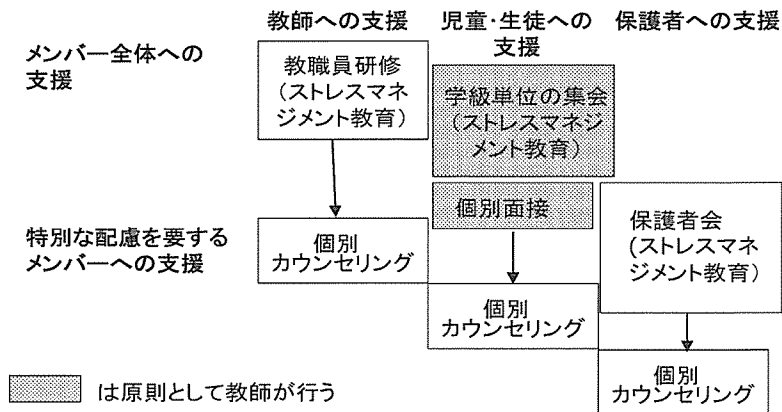 教師への支援
児童・生徒への
支援
保護者への支援
メンバー全体への
支援
教職員研修
（ストレスマネ
ジメント教育）
学級単位の集会
（ストレスマネジ
メント教育）
個別面接
特別な配慮を要する
メンバーへの支援
個別
カウンセリング
保護者会
（ストレスマネ
ジメント教育）
個別
カウンセリング
個別
カウンセリング
は原則として教師が行う